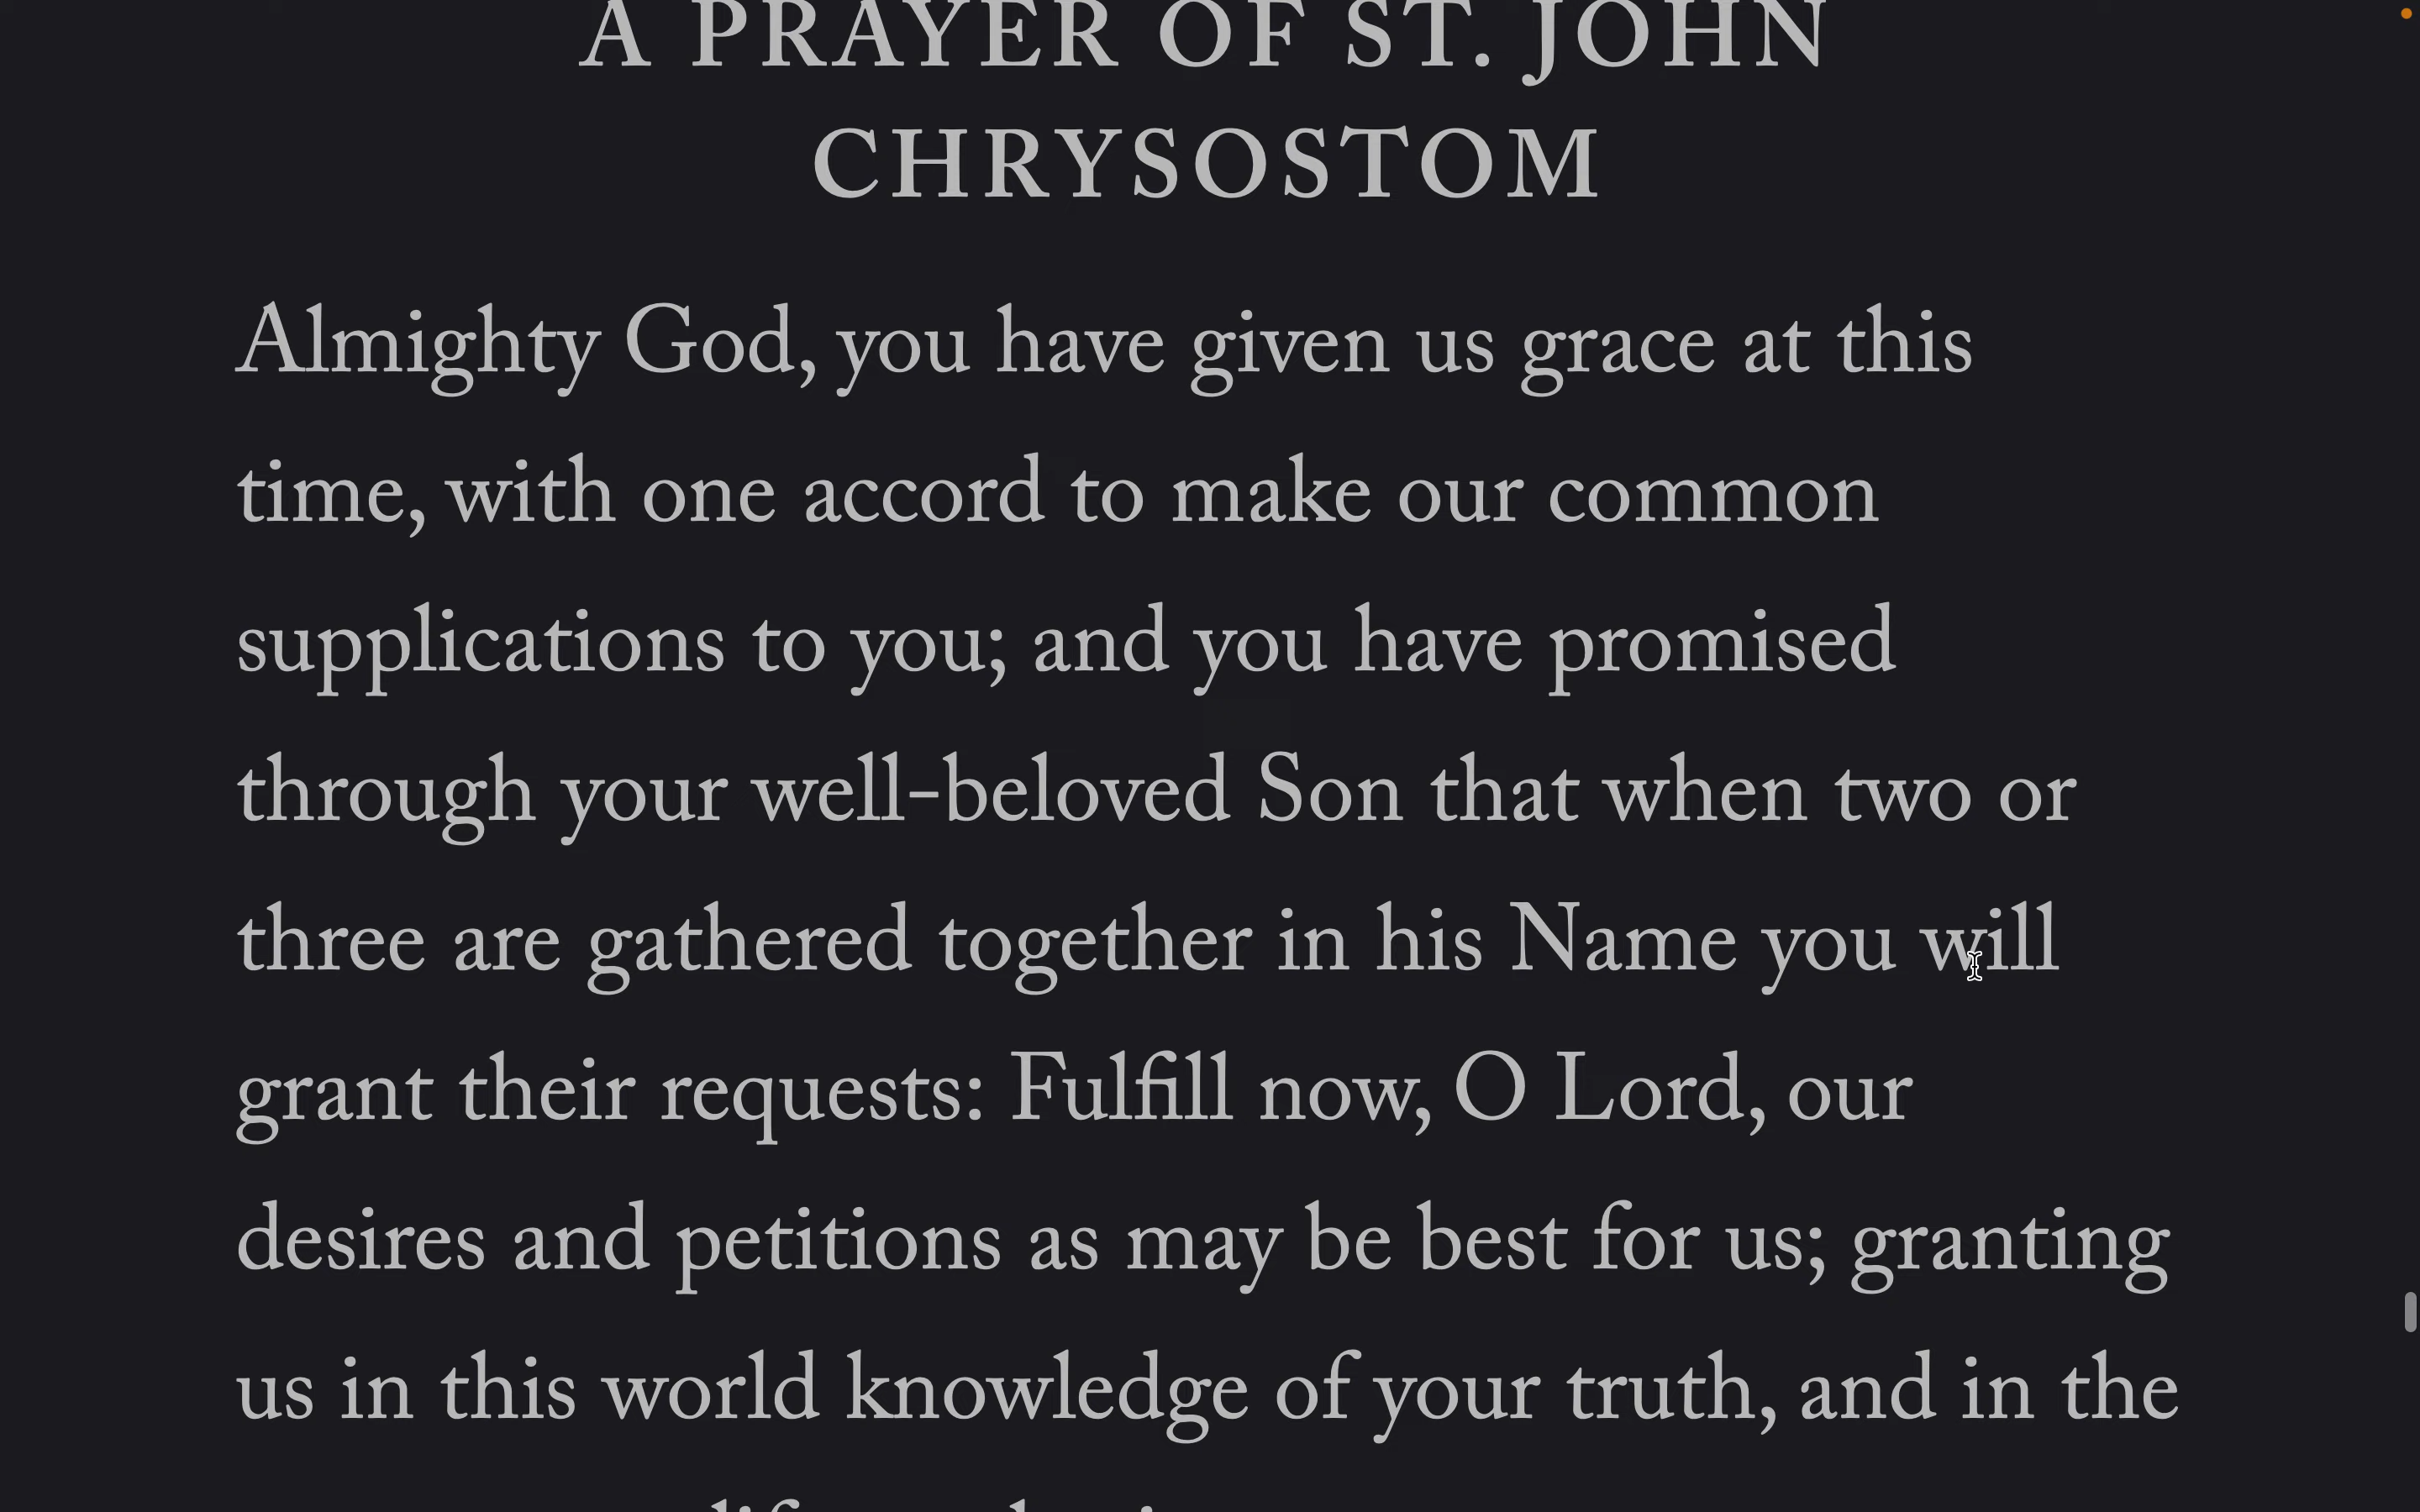 A PRAYER OF ST. JOHN
CHRYSOSTOM
Almighty God, you have given us grace at this
time, with one accord to make our common
supplications to you; and you have promised
through your well-beloved Son that when two or
three are gathered together in his Name you will
grant their requests: Fulfill now, O Lord, our
desires and petitions as may be best for us; granting
us in this world knowledge of your truth, and in the